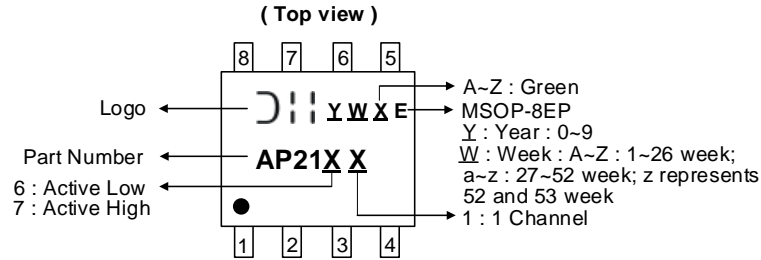 ( Top view )
8 7 6 5
Logo
Y W X E
A~Z : Green
MSOP-8EP
Y : Year : 0~9
W : Week : A~Z : 1~26 week;
a~z : 27~52 week; z represents
52 and 53 week
1 : 1 Channel
Part Number
AP21X X
6 : Active Low
7 : Active High
1 2 3 4